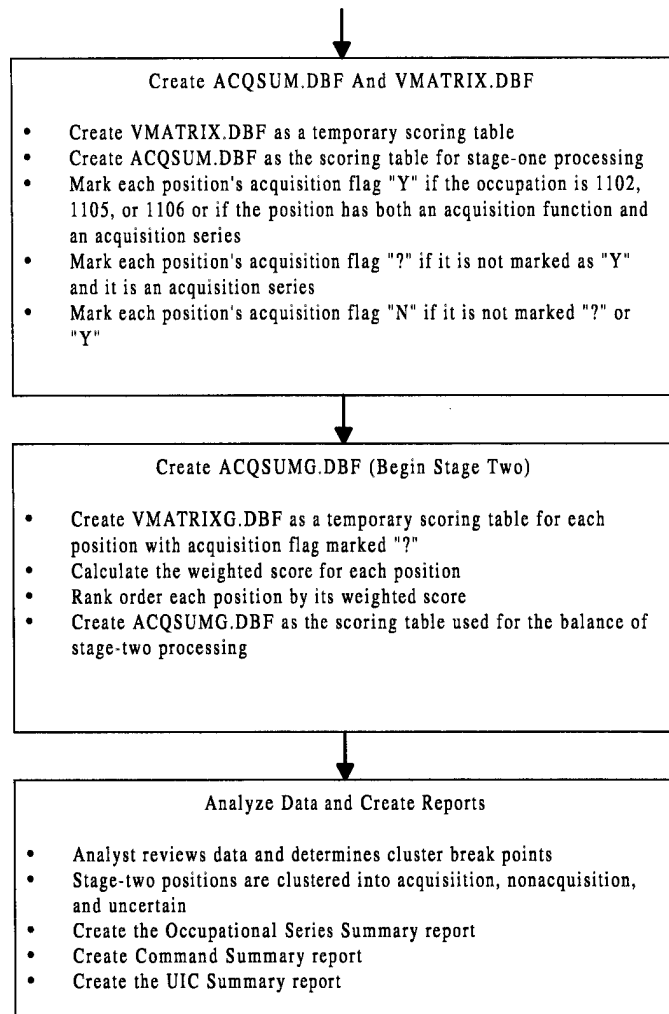 Create ACQSUM.DBF And VMATRIX.DBF
• Create VMATRIX.DBF as a temporary scoring table
• Create ACQSUM.DBF as the scoring table for stage-one processing
• Mark each position's acquisition flag "Y" if the occupation is 1102,
1105, or 1106 or if the position has both an acquisition function and
an acquisition series
• Mark each position's acquisition flag "?" if it is not marked as "Y"
and it is an acquisition series
• Mark each position's acquisition flag "N" if it is not marked "?" or
"Y"
Create ACQSUMG.DBF (Begin Stage Two)
• Create VMATRIXG.DBF as a temporary scoring table for each
position with acquisition flag marked "?"
• Calculate the weighted score for each position
• Rank order each position by its weighted score
• Create ACQSUMG.DBF as the scoring table used for the balance of
stage-two processing
Analyze Data and Create Reports
• Analyst reviews data and determines cluster break points
• Stage-two positions are clustered into acquisiition, nonacquisition,
and uncertain
• Create the Occupational Series Summary report
• Create Command Summary report
• Create the UIC Summary report